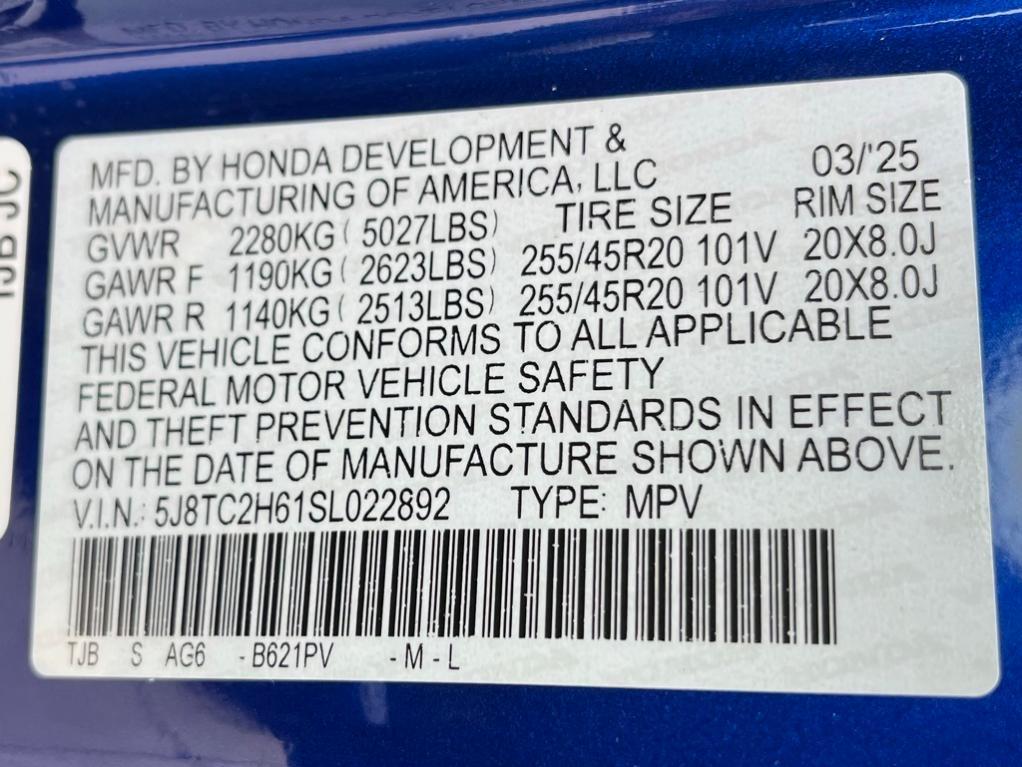 MFD. BY HONDA DEVELOPMENT &
MANUFACTURING OF AMERICA, LLC 03/'25
GVWR 2280KG ( 5027LBS) TIRE SIZE RIM SIZE
GAWR F 1190KG ( 2623LBS) 255/45R20 101V 20X8.0J
GAWR R 1140KG ( 2513LBS) 255/45R20 101V 20X8.0J
THIS VEHICLE CONFORMS TO ALL APPLICABLE
FEDERAL MOTOR VEHICLE SAFETY
AND THEFT PREVENTION STANDARDS IN EFFECT
ON THE DATE OF MANUFACTURE SHOWN ABOVE.
V.I.N.: 5J8TC2H61SL022892 TYPE: MPV
TJB S AG6 -B621PV -M-L